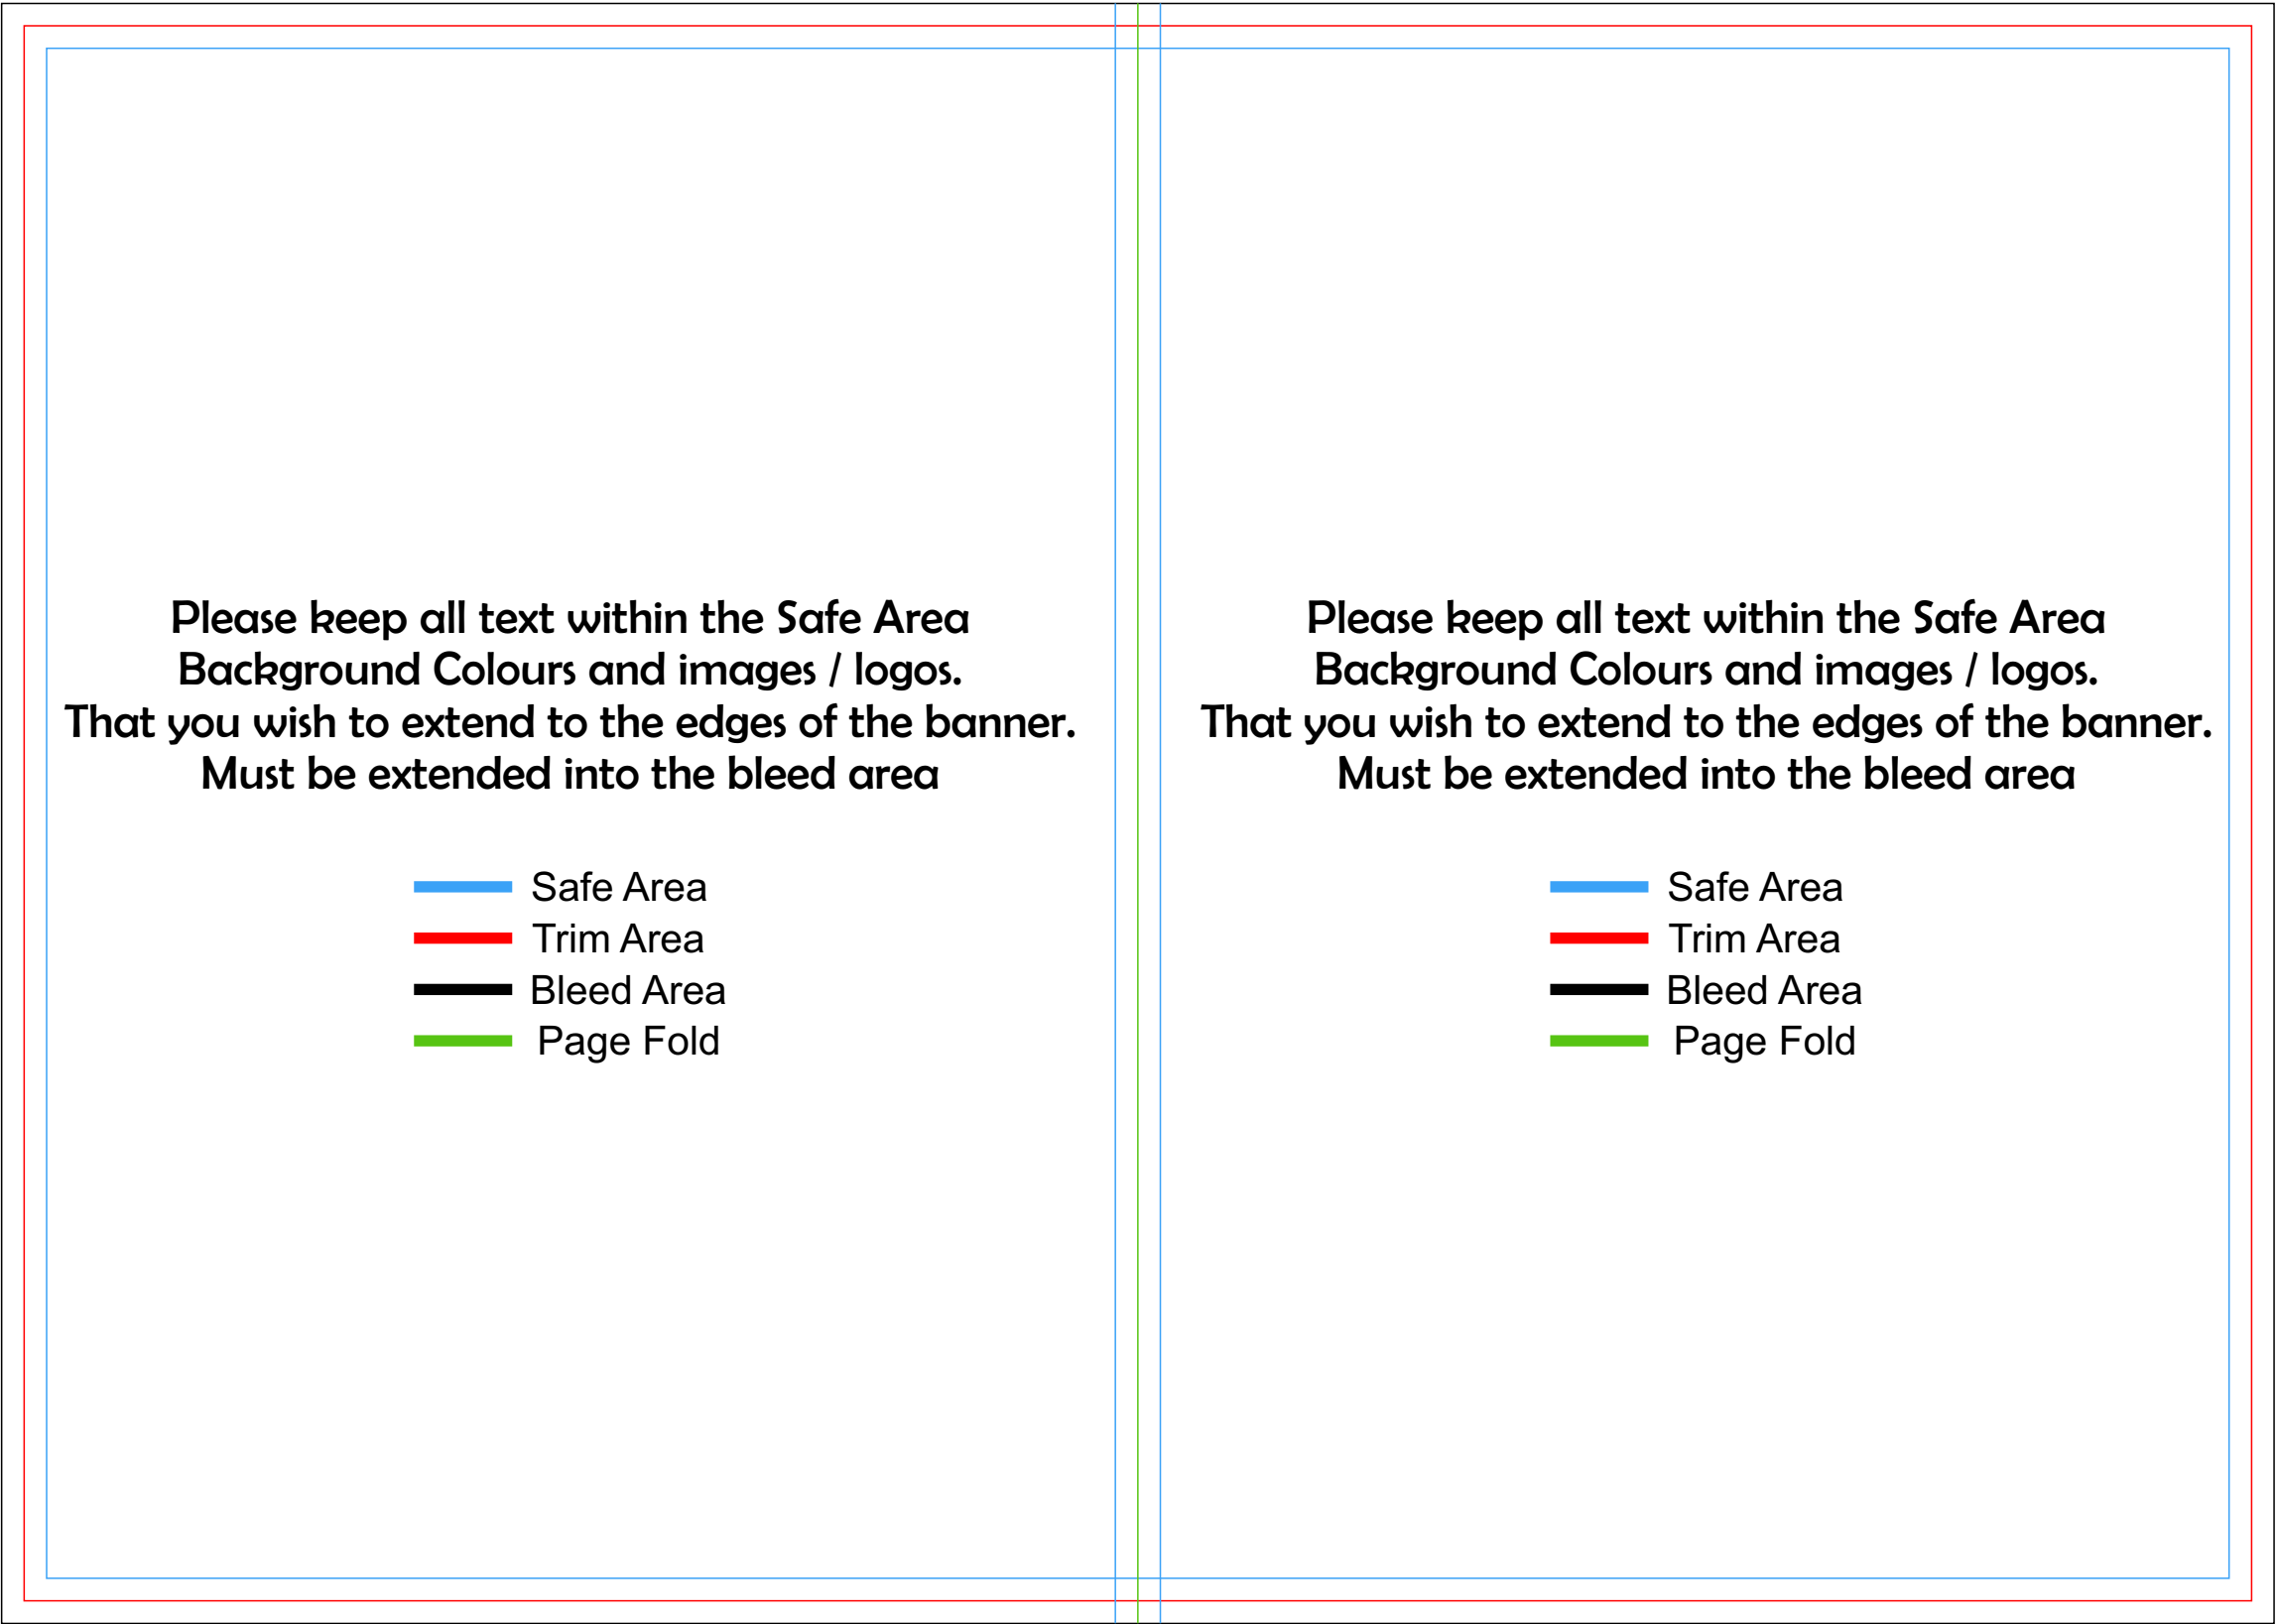 Please keep all text within the Safe Area
Background Colours and images / logos.
That you wish to extend to the edges of the banner.
Must be extended into the bleed area
Safe Area
Trim Area
Bleed Area
Page Fold
Please keep all text within the Safe Area
Background Colours and images / logos.
That you wish to extend to the edges of the banner.
Must be extended into the bleed area
Safe Area
Trim Area
Bleed Area
Page Fold